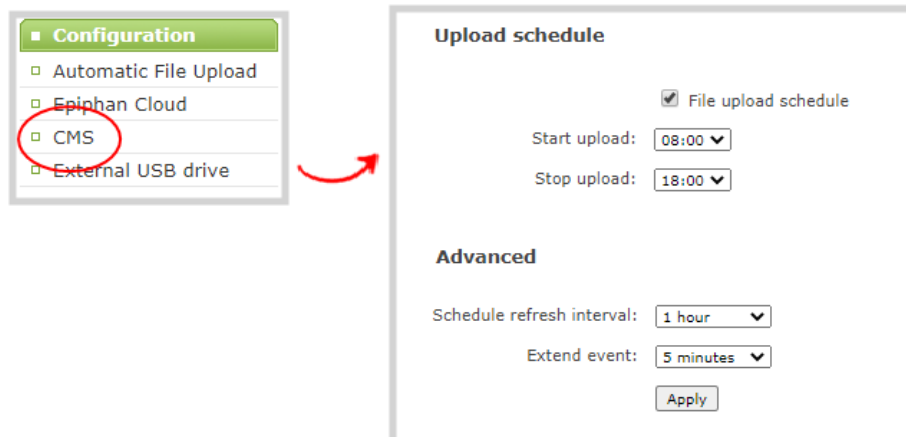 Configuration
Automatic File Upload
Epiphan Cloud
CMS
External USB drive
Upload schedule
File upload schedule
Start upload: 08:00
Stop upload: 18:00
Advanced
Schedule refresh interval: 1 hour
Extend event: 5 minutes
Apply